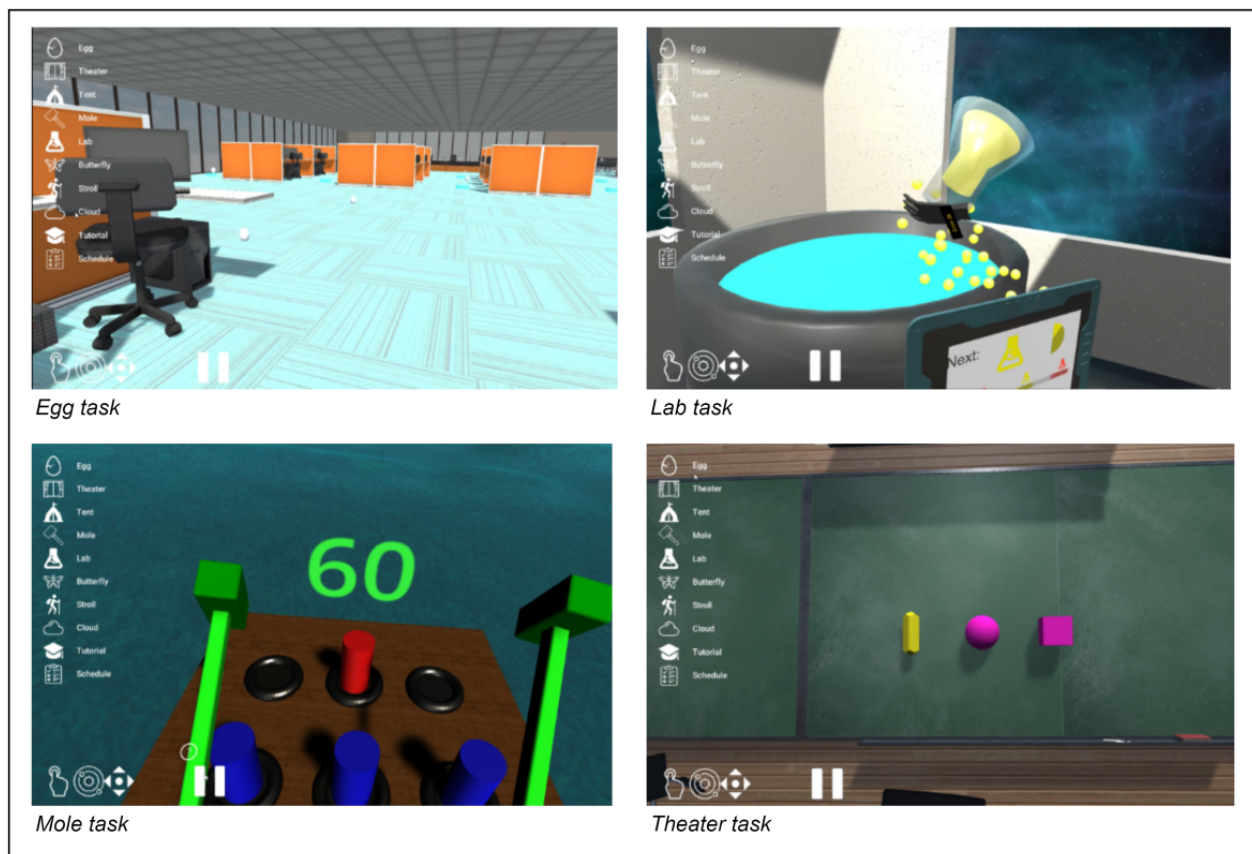 Egg
Theater
Tent
Mole
Lab
Butterfly
Stroll
Cloud
Tutorial
Schedule
Egg task
Egg
Theater
Tent
Mole
Lab
Butterfly
Stroll
Cloud
Tutorial
Schedule
Next:
Lab task
Egg
Theater
Tent
Mole
Lab
Butterfly
Stroll
Cloud
Tutorial
Schedule
60
Mole task
Egg
Theater
Tent
Mole
Lab
Butterfly
Stroll
Cloud
Tutorial
Schedule
Theater task